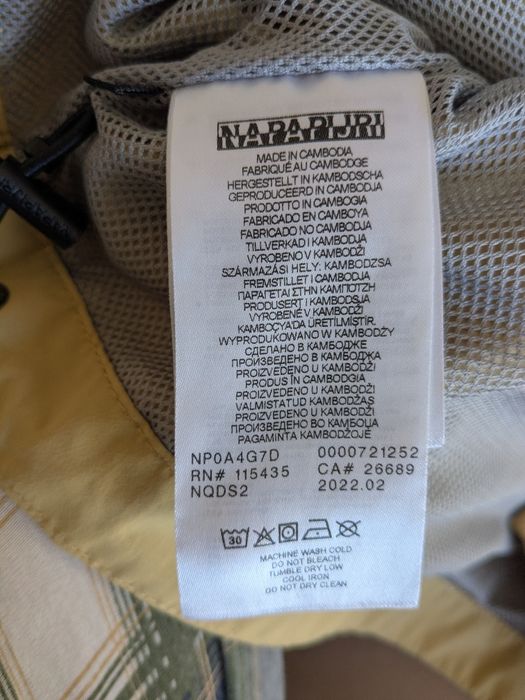 NAPAPIJRI
MADE IN CAMBODIA
FABRIQUÉ AU CAMBODGE
HERGESTELLT IN KAMBODSCHA
GEPRODUCEERD IN CAMBODJA
PRODOTTO IN CAMBOGIA
FABRICADO EN CAMBOYA
FABRICADO NO CAMBODJA
TILLVERKAD I KAMBODJA
VYROBENO V KAMBODŽI
SZÁRMAZÁSI HELY: KAMBODZSA
FREMSTILLET I CAMBODJA
ΠΑΡΑΓΕΤΑΙ ΣΤΗΝ ΚΑΜΠΟΤΖΗ
PRODUSERT I KAMBODSJA
VYROBENÉ V KAMBODŽI
KAMBOÇYA'DA ÜRETİLMİŞTİR.
WYPRODUKOWANO W KAMBODŻY
СДЕЛАНО В КАМБОДЖЕ
ПРОИЗВЕДЕНО В КАМБОДЖА
PROIZVEDENO U KAMBODŽI
PRODUS ÎN CAMBODGIA
PROIZVEDENO V KAMBODŽI
VALMISTATUD KAMBODŽAS
PROIZVEDENO U KAMBODŽI
ПРОИЗВЕДЕНО ВО КАМБОЏА
PAGAMINTA KAMBODŽOJE
NP0A4G7D 0000721252
RN# 115435 CA# 26689
NQDS2 2022.02
30
MACHINE WASH COLD
DO NOT BLEACH
TUMBLE DRY LOW
COOL IRON
DO NOT DRY CLEAN